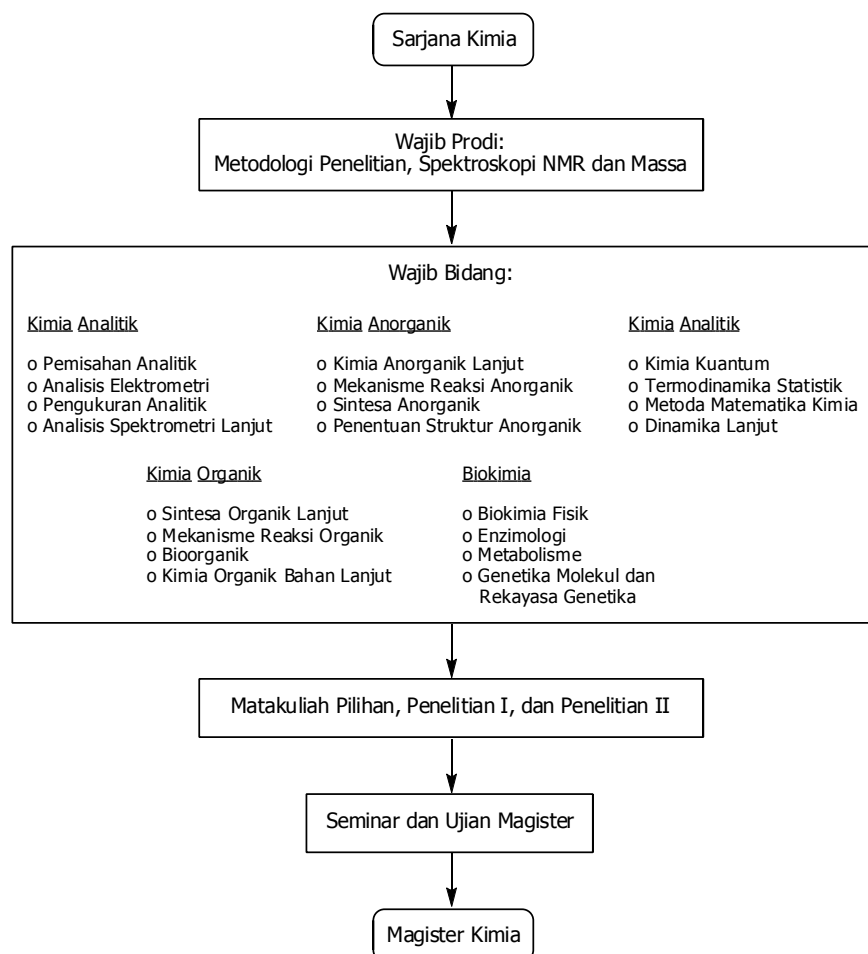 Sarjana Kimia
Wajib Prodi:
Metodologi Penelitian, Spektroskopi NMR dan Massa
Wajib Bidang:
Kimia Analitik
o Pemisahan Analitik
o Analisis Elektrometri
o Pengukuran Analitik
o Analisis Spektrometri Lanjut
Kimia Anorganik
o Kimia Anorganik Lanjut
o Mekanisme Reaksi Anorganik
o Sintesa Anorganik
o Penentuan Struktur Anorganik
Kimia Analitik
o Kimia Kuantum
o Termodinamika Statistik
o Metoda Matematika Kimia
o Dinamika Lanjut
Kimia Organik
o Sintesa Organik Lanjut
o Mekanisme Reaksi Organik
o Bioorganik
o Kimia Organik Bahan Lanjut
Biokimia
o Biokimia Fisik
o Enzimologi
o Metabolisme
o Genetika Molekul dan
Rekayasa Genetika
Matakuliah Pilihan, Penelitian I, dan Penelitian II
Seminar dan Ujian Magister
Magister Kimia